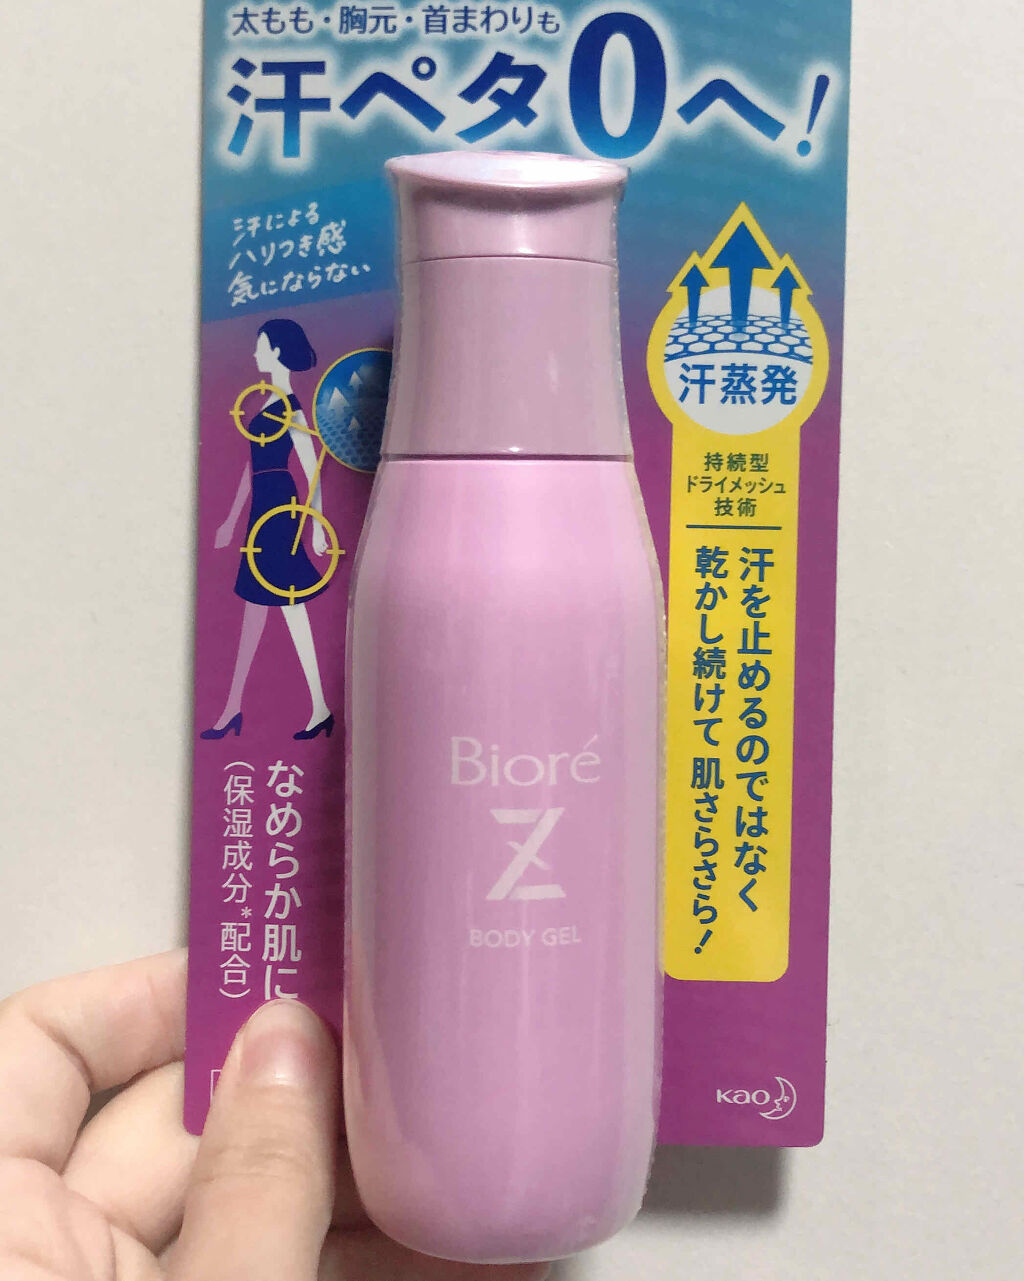 太もも・胸元・首まわりも
汗ペタ0へ!
汗による
ハリつき感
気にならない
汗蒸発
持続型
ドライメッシュ
技術
汗を止めるのではなく
乾かし続けて 肌さらさら!
Bioré
Z
BODY GEL
なめらか肌に
(保湿成分*配合)
Kao